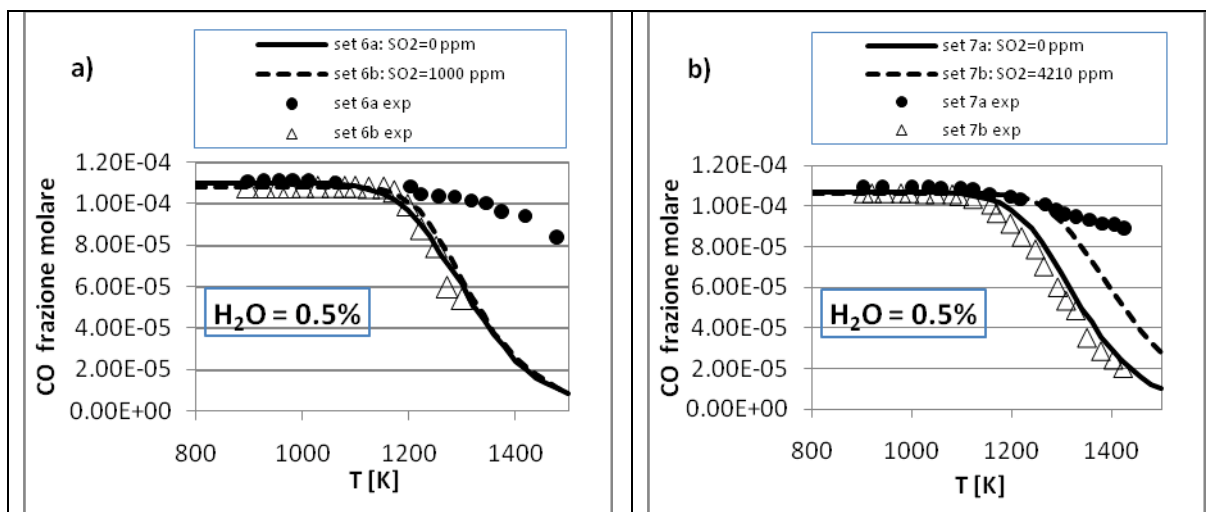 a)
set 6a: SO2=0 ppm
set 6b: SO2=1000 ppm
set 6a exp
set 6b exp
1.20E-04
1.00E-04
8.00E-05
6.00E-05
4.00E-05
2.00E-05
0.00E+00
CO frazione molare
H₂O = 0.5%
800 1000 1200 1400
T [K]
b)
set 7a: SO2=0 ppm
set 7b: SO2=4210 ppm
set 7a exp
set 7b exp
1.20E-04
1.00E-04
8.00E-05
6.00E-05
4.00E-05
2.00E-05
0.00E+00
CO frazione molare
H₂O = 0.5%
800 1000 1200 1400
T [K]